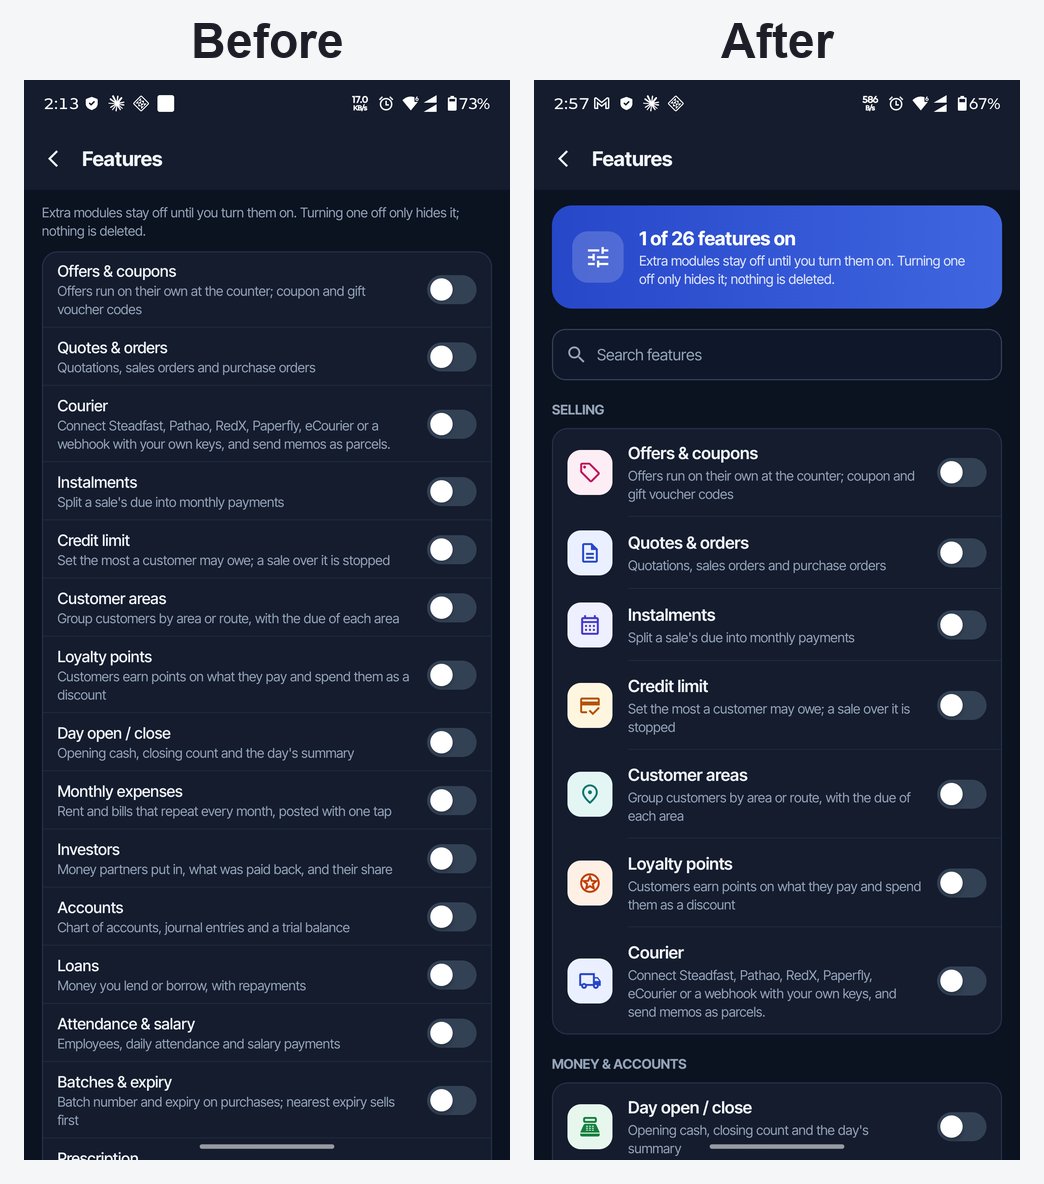 Before
2:13
17.0
KB/s
73%
Features
Extra modules stay off until you turn them on. Turning one off only hides it;
nothing is deleted.
Offers & coupons
Offers run on their own at the counter; coupon and gift
voucher codes
Quotes & orders
Quotations, sales orders and purchase orders
Courier
Connect Steadfast, Pathao, RedX, Paperfly, eCourier or a
webhook with your own keys, and send memos as parcels.
Instalments
Split a sale's due into monthly payments
Credit limit
Set the most a customer may owe; a sale over it is stopped
Customer areas
Group customers by area or route, with the due of each area
Loyalty points
Customers earn points on what they pay and spend them as a
discount
Day open / close
Opening cash, closing count and the day's summary
Monthly expenses
Rent and bills that repeat every month, posted with one tap
Investors
Money partners put in, what was paid back, and their share
Accounts
Chart of accounts, journal entries and a trial balance
Loans
Money you lend or borrow, with repayments
Attendance & salary
Employees, daily attendance and salary payments
Batches & expiry
Batch number and expiry on purchases; nearest expiry sells
first
Prescription
After
2:57
586
B/s
67%
Features
1 of 26 features on
Extra modules stay off until you turn them on. Turning one
off only hides it; nothing is deleted.
Search features
SELLING
Offers & coupons
Offers run on their own at the counter; coupon and
gift voucher codes
Quotes & orders
Quotations, sales orders and purchase orders
Instalments
Split a sale's due into monthly payments
Credit limit
Set the most a customer may owe; a sale over it is
stopped
Customer areas
Group customers by area or route, with the due of
each area
Loyalty points
Customers earn points on what they pay and spend
them as a discount
Courier
Connect Steadfast, Pathao, RedX, Paperfly,
eCourier or a webhook with your own keys, and
send memos as parcels.
MONEY & ACCOUNTS
Day open / close
Opening cash, closing count and the day's
summary